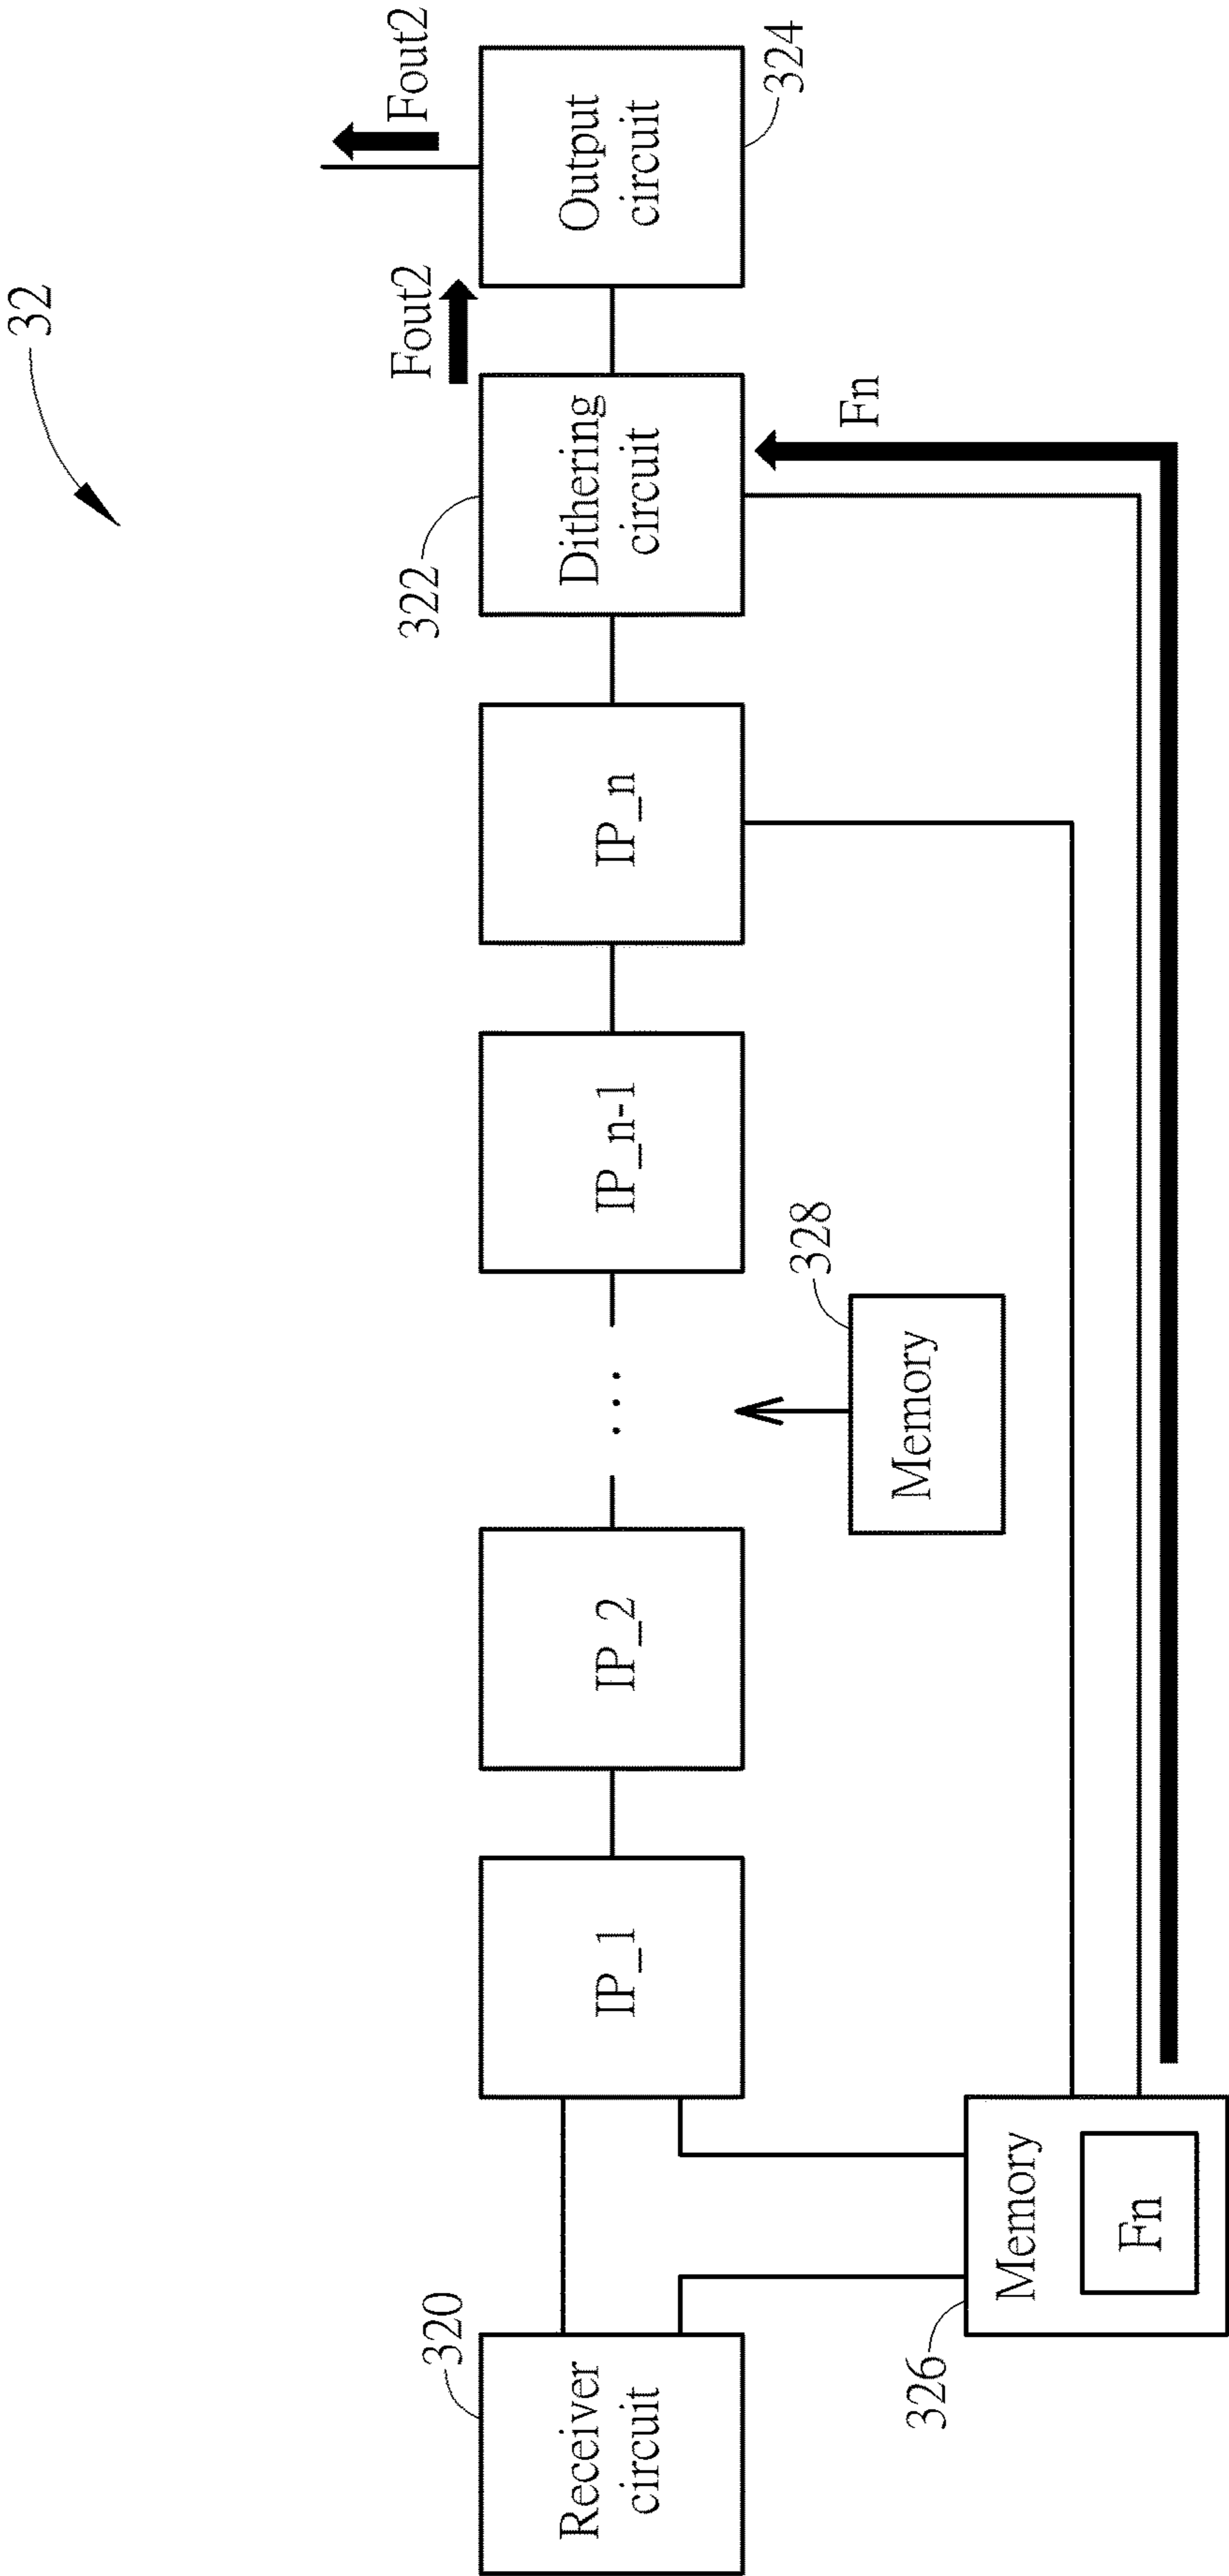 32
Fout2
Fout2
320
322
Receiver
circuit
IP_1
IP_2
...
IP_n-1
IP_n
Dithering
circuit
Output
circuit
324
326
Memory
Fn
Memory
328
Fn